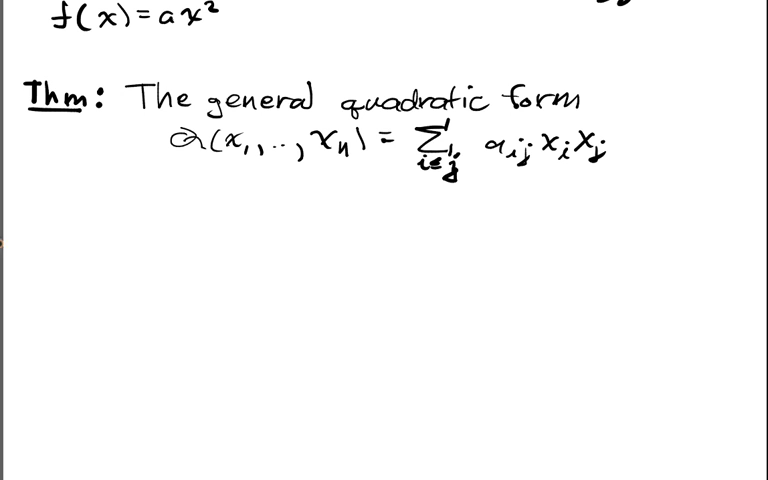 f(x) = ax²
Thm: The general quadratic form
Q(x₁,..,xₙ) = ∑ᵢ≤ⱼ aᵢⱼ xᵢ xⱼ